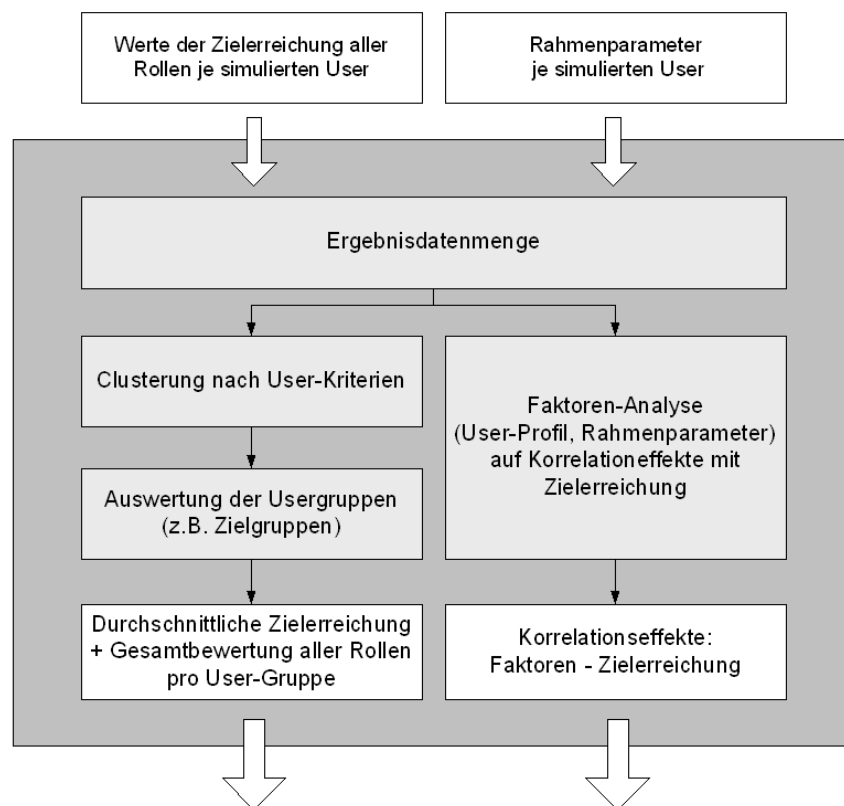 Werte der Zielerreichung aller
Rollen je simulierten User
Rahmenparameter
je simulierten User
Ergebnisdatenmenge
Clusterung nach User-Kriterien
Auswertung der Usergruppen
(z.B. Zielgruppen)
Durchschnittliche Zielerreichung
+ Gesamtbewertung aller Rollen
pro User-Gruppe
Faktoren-Analyse
(User-Profil, Rahmenparameter)
auf Korrelationeffekte mit
Zielerreichung
Korrelationseffekte:
Faktoren - Zielerreichung